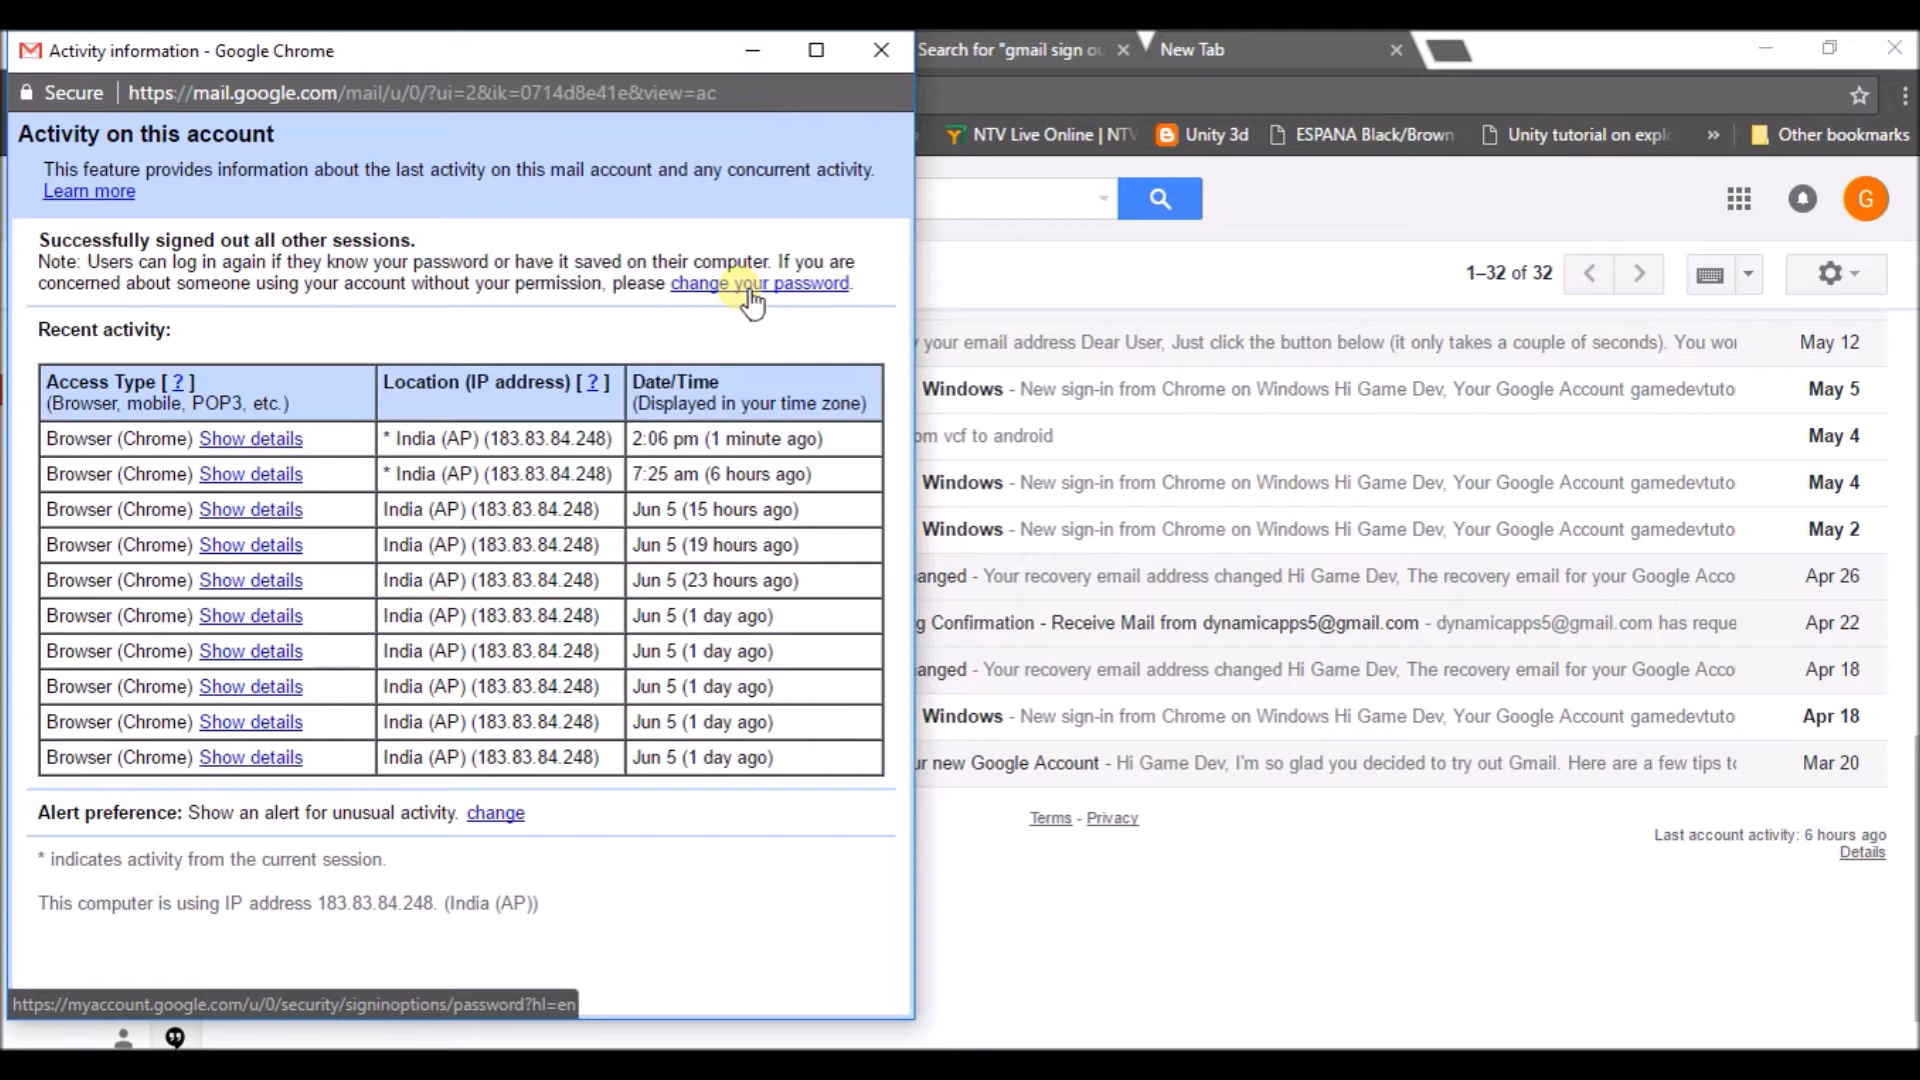 Activity information - Google Chrome
Search for "gmail sign o
New Tab
Secure
https://mail.google.com/mail/u/0/?ui=2&ik=0714d8e41e&view=ac
NTV Live Online | NTV
Unity 3d
ESPANA Black/Brown
Unity tutorial on expl
»
Other bookmarks
Activity on this account
This feature provides information about the last activity on this mail account and any concurrent activity.
Learn more
G
Successfully signed out all other sessions.
Note: Users can log in again if they know your password or have it saved on their computer. If you are
concerned about someone using your account without your permission, please change your password.
1–32 of 32
Recent activity:
Access Type [ ? ]
(Browser, mobile, POP3, etc.)
Location (IP address) [ ? ]
Date/Time
(Displayed in your time zone)
Browser (Chrome) Show details * India (AP) (183.83.84.248) 2:06 pm (1 minute ago)
Browser (Chrome) Show details * India (AP) (183.83.84.248) 7:25 am (6 hours ago)
Browser (Chrome) Show details India (AP) (183.83.84.248) Jun 5 (15 hours ago)
Browser (Chrome) Show details India (AP) (183.83.84.248) Jun 5 (19 hours ago)
Browser (Chrome) Show details India (AP) (183.83.84.248) Jun 5 (23 hours ago)
Browser (Chrome) Show details India (AP) (183.83.84.248) Jun 5 (1 day ago)
Browser (Chrome) Show details India (AP) (183.83.84.248) Jun 5 (1 day ago)
Browser (Chrome) Show details India (AP) (183.83.84.248) Jun 5 (1 day ago)
Browser (Chrome) Show details India (AP) (183.83.84.248) Jun 5 (1 day ago)
Browser (Chrome) Show details India (AP) (183.83.84.248) Jun 5 (1 day ago)
Alert preference: Show an alert for unusual activity. change
* indicates activity from the current session.
This computer is using IP address 183.83.84.248. (India (AP))
https://myaccount.google.com/u/0/security/signinoptions/password?hl=en
your email address Dear User, Just click the button below (it only takes a couple of seconds). You wo May 12
Windows - New sign-in from Chrome on Windows Hi Game Dev, Your Google Account gamedevtuto May 5
om vcf to android May 4
Windows - New sign-in from Chrome on Windows Hi Game Dev, Your Google Account gamedevtuto May 4
Windows - New sign-in from Chrome on Windows Hi Game Dev, Your Google Account gamedevtuto May 2
anged - Your recovery email address changed Hi Game Dev, The recovery email for your Google Acco Apr 26
g Confirmation - Receive Mail from dynamicapps5@gmail.com - dynamicapps5@gmail.com has reque Apr 22
anged - Your recovery email address changed Hi Game Dev, The recovery email for your Google Acco Apr 18
Windows - New sign-in from Chrome on Windows Hi Game Dev, Your Google Account gamedevtuto Apr 18
ur new Google Account - Hi Game Dev, I'm so glad you decided to try out Gmail. Here are a few tips to Mar 20
Terms - Privacy
Last account activity: 6 hours ago
Details